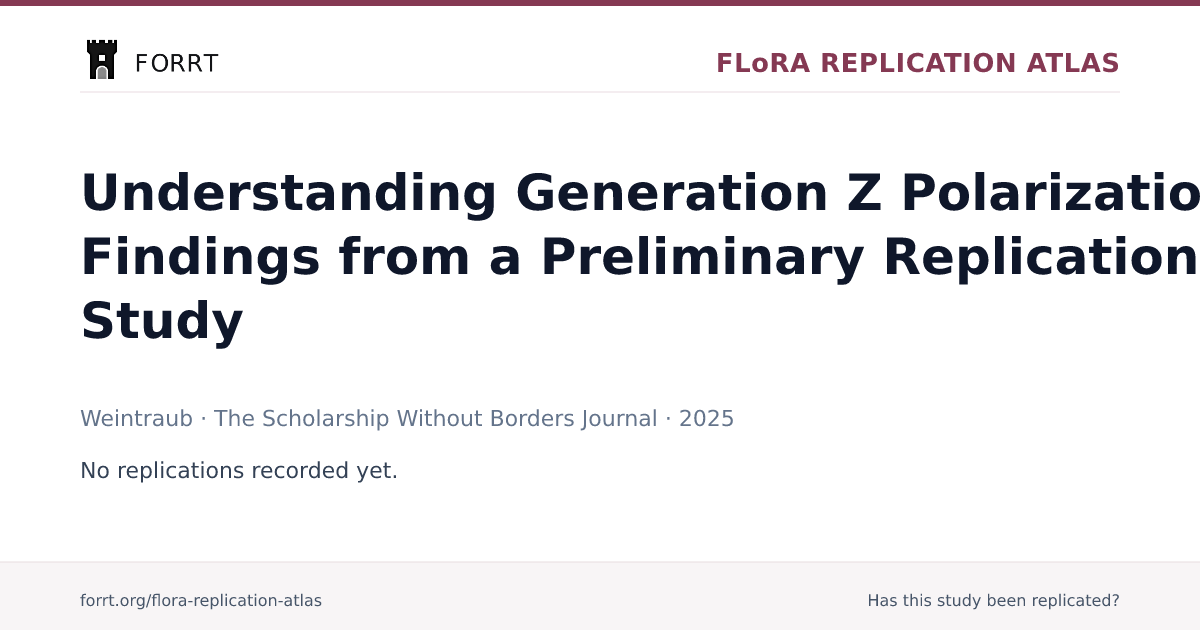 FORRT
FLoRA REPLICATION ATLAS
Understanding Generation Z Polarizatio
Findings from a Preliminary Replication
Study
Weintraub · The Scholarship Without Borders Journal · 2025
No replications recorded yet.
forrt.org/flora-replication-atlas
Has this study been replicated?